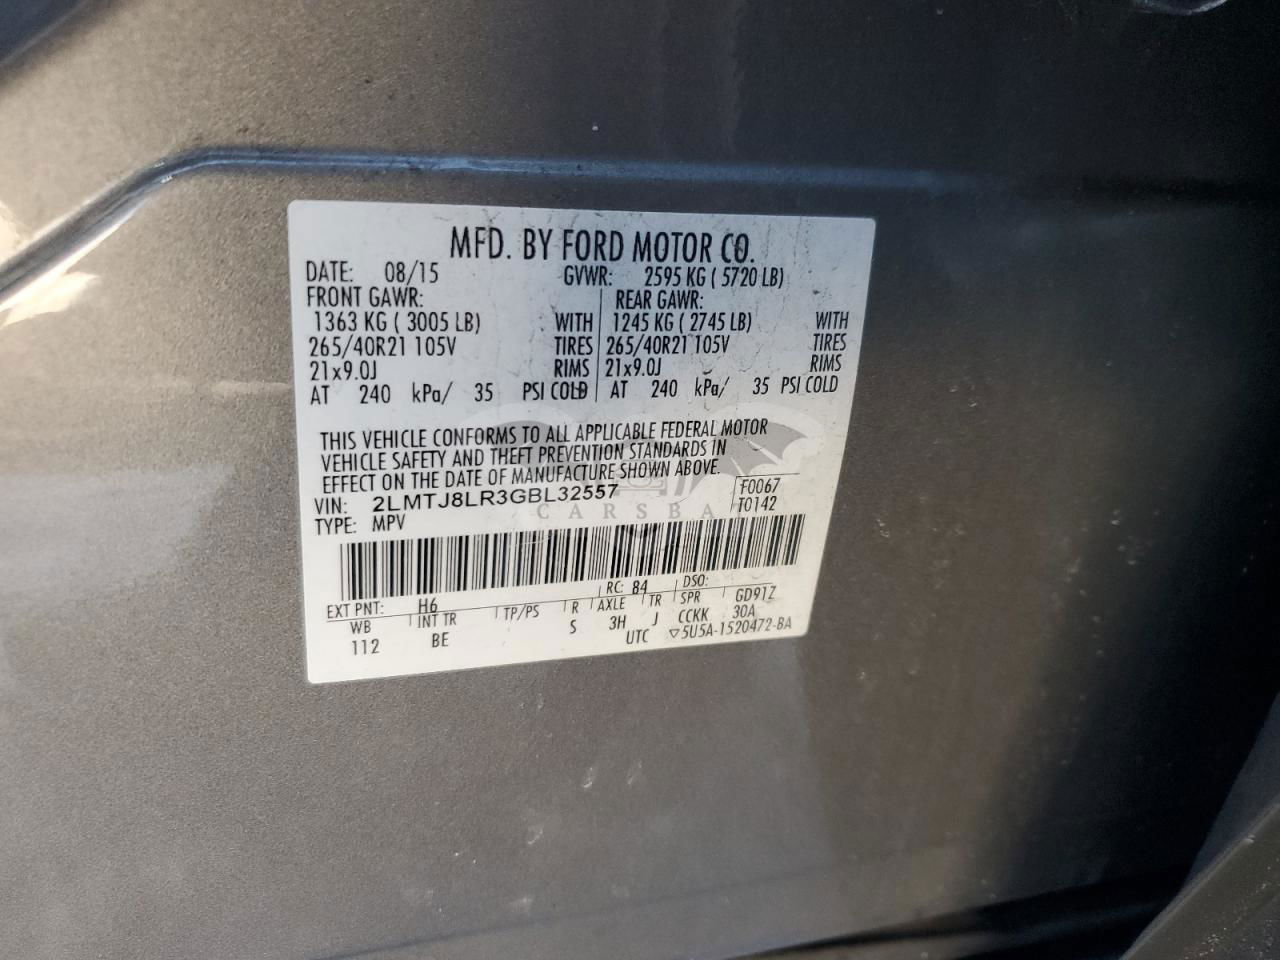 MFD. BY FORD MOTOR CO.
DATE: 08/15 GVWR: 2595 KG ( 5720 LB)
FRONT GAWR: REAR GAWR:
1363 KG ( 3005 LB) WITH 1245 KG ( 2745 LB) WITH
265/40R21 105V TIRES 265/40R21 105V TIRES
21x9.0J RIMS 21x9.0J RIMS
AT 240 kPa/ 35 PSI COLD AT 240 kPa/ 35 PSI COLD
THIS VEHICLE CONFORMS TO ALL APPLICABLE FEDERAL MOTOR
VEHICLE SAFETY AND THEFT PREVENTION STANDARDS IN
EFFECT ON THE DATE OF MANUFACTURE SHOWN ABOVE.
VIN: 2LMTJ8LR3GBL32557 F0067
TYPE: MPV T0142
CARSBA
EXT PNT: H6 RC: 84 DSO:
WB INT TR TP/PS R AXLE TR SPR GD91Z
112 BE S 3H J CCKK 30A
UTC ▽5U5A-1520472-BA